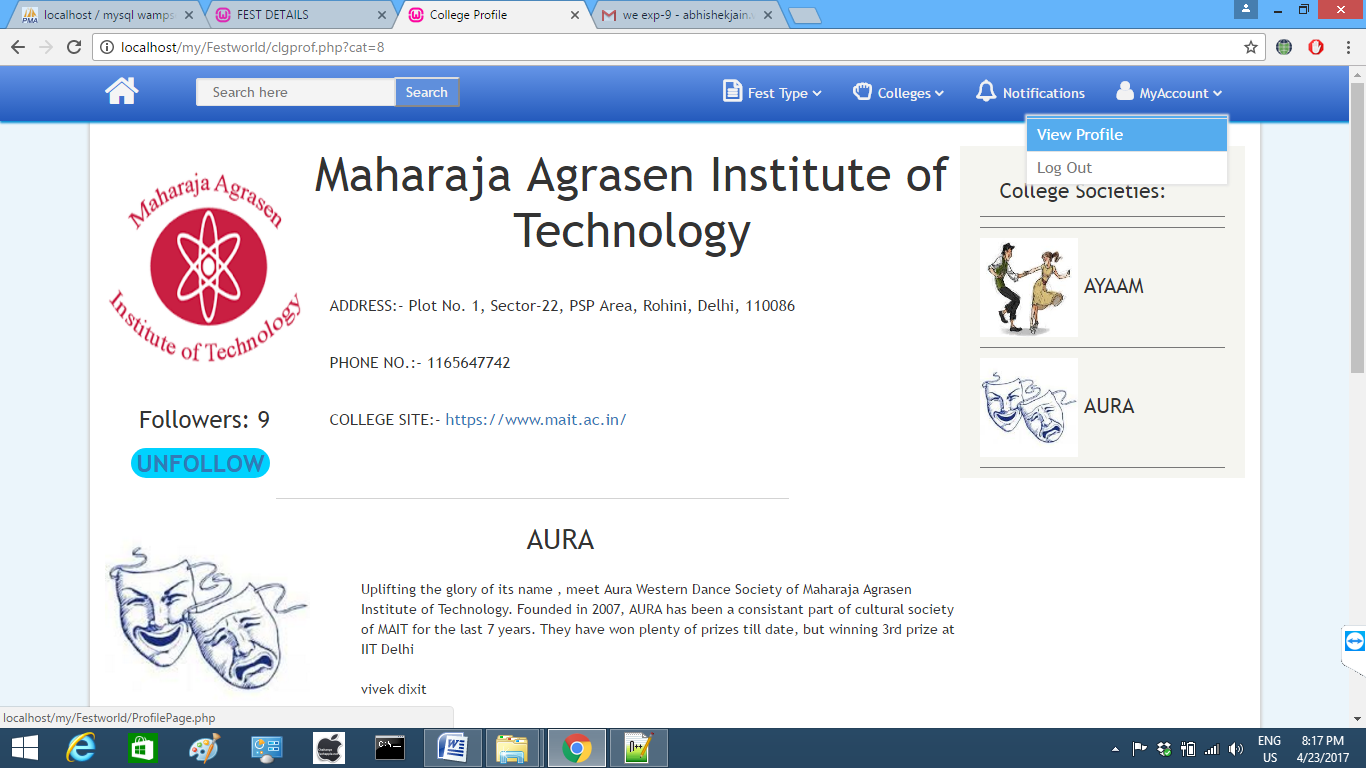 localhost / mysql wamps
FEST DETAILS
College Profile
we exp-9 - abhishekjain.
localhost/my/Festworld/clgprof.php?cat=8
Search here
Search
Fest Type
Colleges
Notifications
MyAccount
View Profile
Log Out
Maharaja Agrasen
Institute of Technology
Maharaja Agrasen Institute of
Technology
ADDRESS:- Plot No. 1, Sector-22, PSP Area, Rohini, Delhi, 110086
PHONE NO.:- 1165647742
COLLEGE SITE:- https://www.mait.ac.in/
Followers: 9
UNFOLLOW
College Societies:
AYAAM
AURA
AURA
Uplifting the glory of its name , meet Aura Western Dance Society of Maharaja Agrasen
Institute of Technology. Founded in 2007, AURA has been a consistant part of cultural society
of MAIT for the last 7 years. They have won plenty of prizes till date, but winning 3rd prize at
IIT Delhi
vivek dixit
localhost/my/Festworld/ProfilePage.php
ENG
US
8:17 PM
4/23/2017